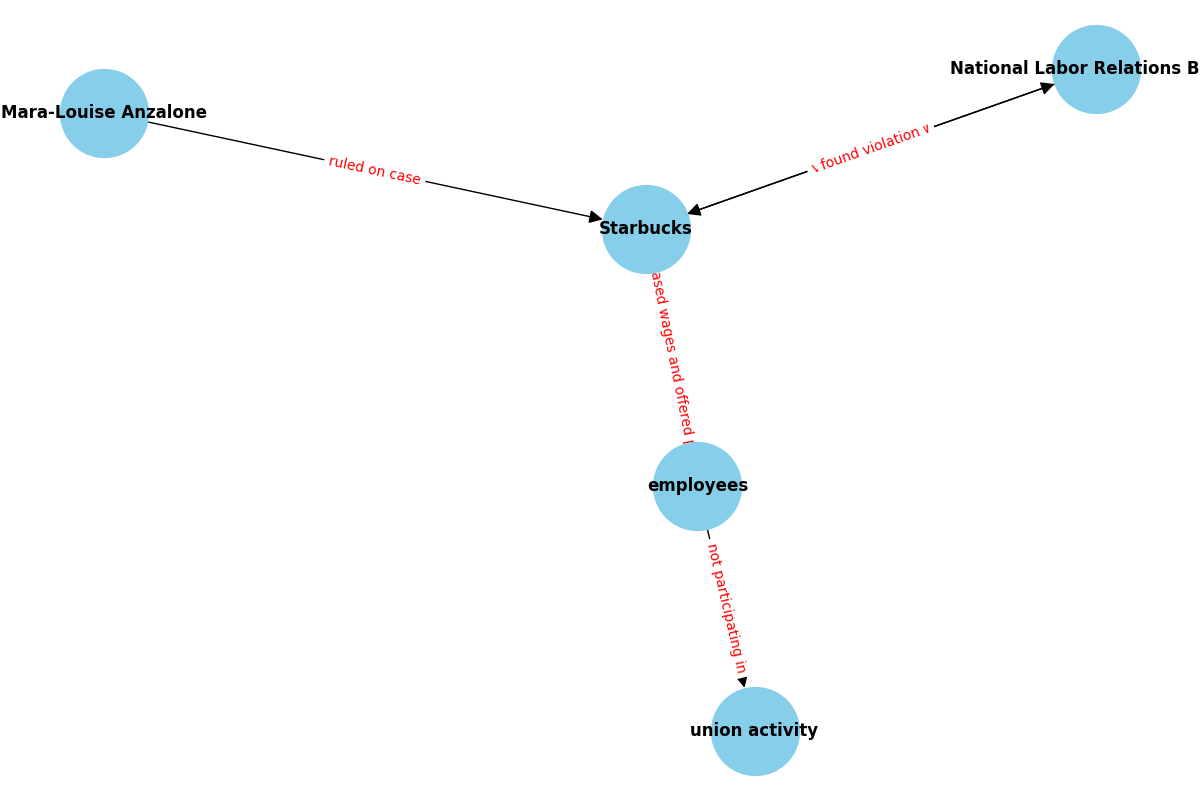 National Labor Relations B
Mara-Louise Anzalone
found violation
ruled on case
Starbucks
ased wages and offered
employees
not participating in
union activity